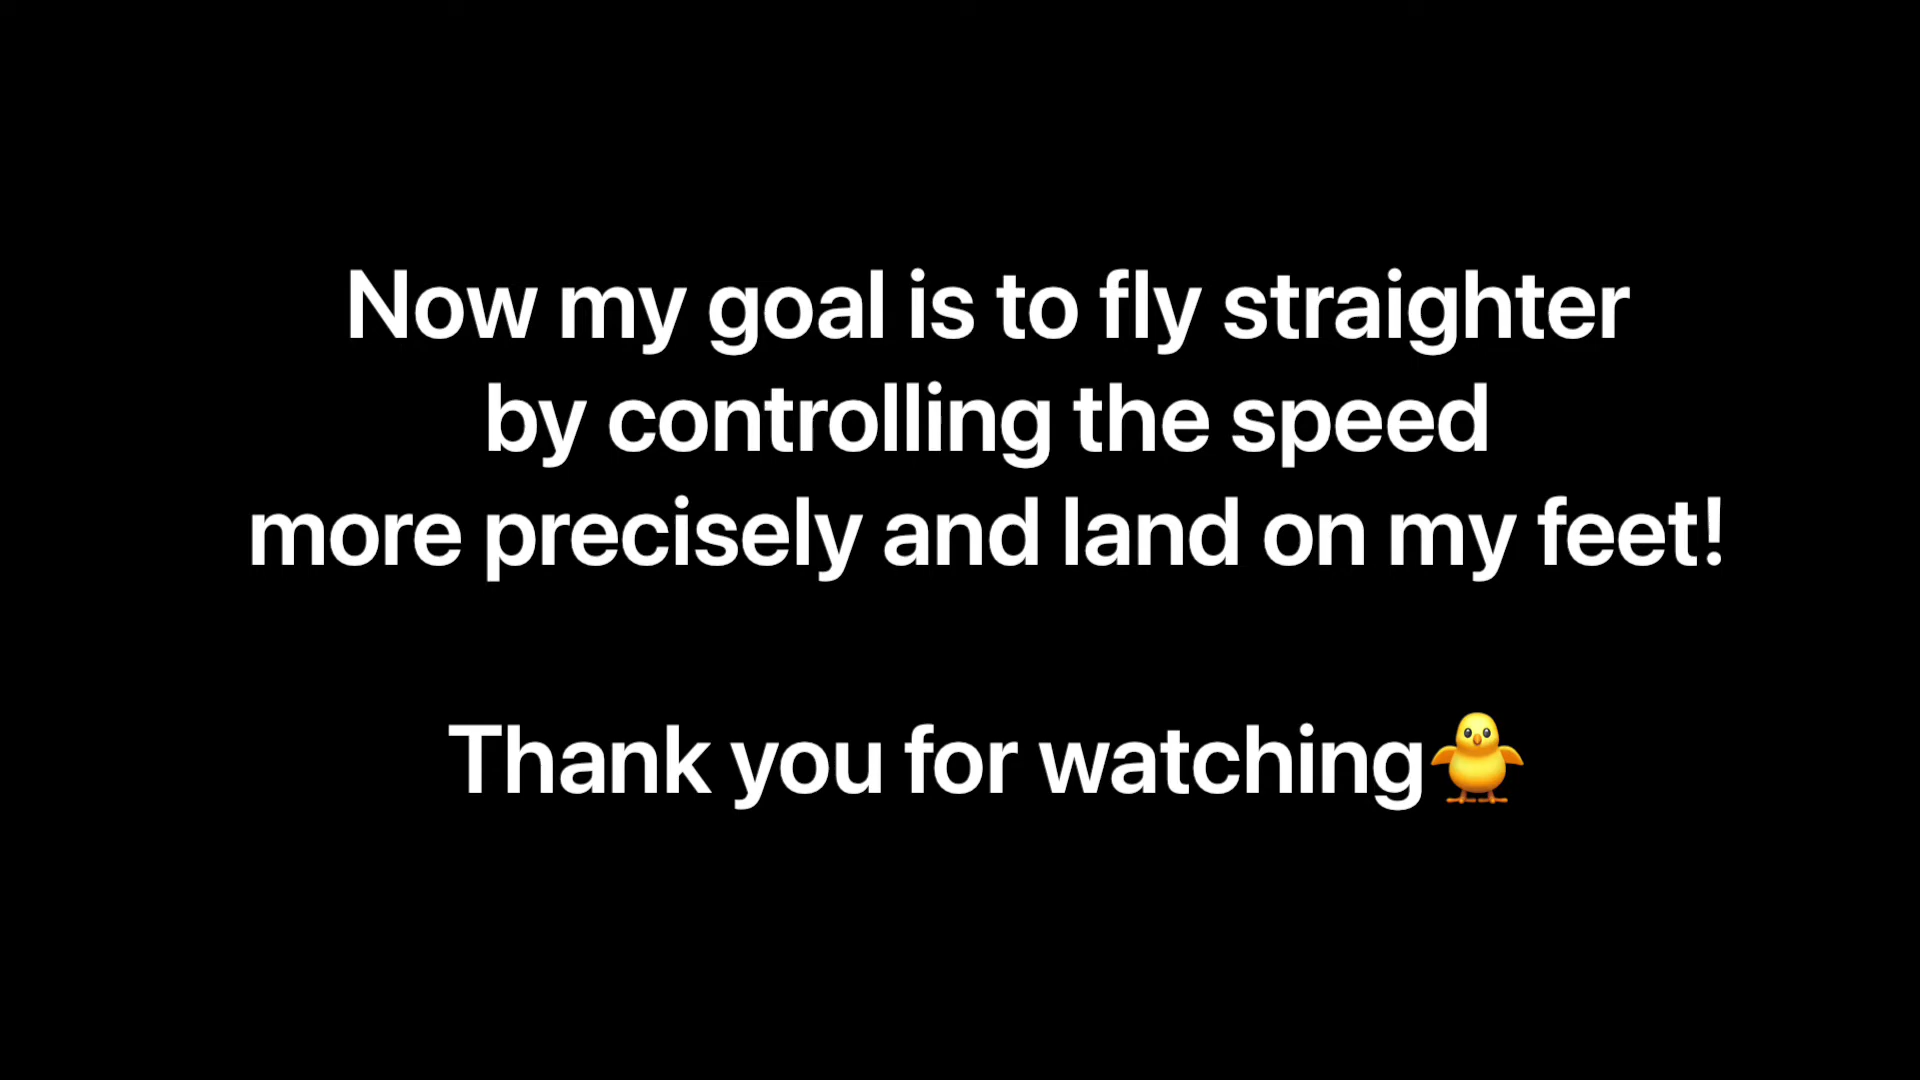 Now my goal is to fly straighter
by controlling the speed
more precisely and land on my feet!
Thank you for watching🐥